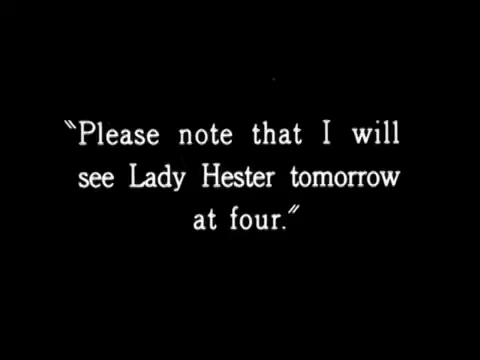 "Please note that I will
see Lady Hester tomorrow
at four."